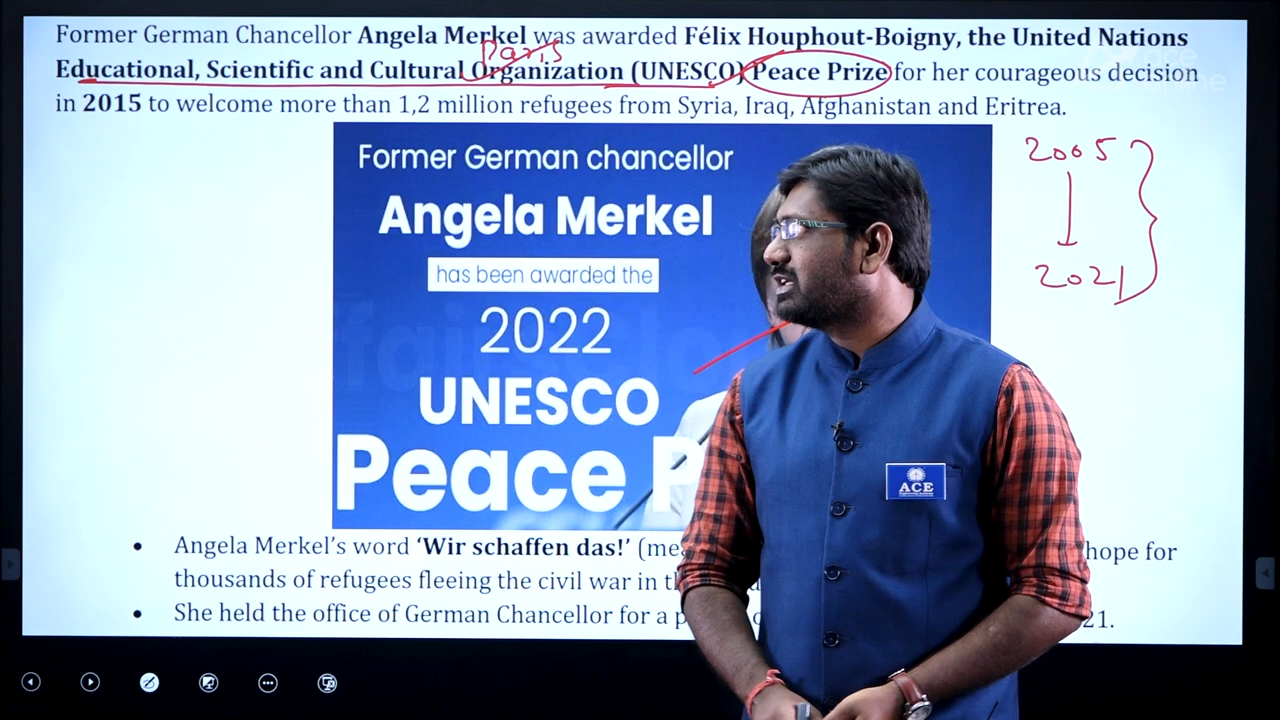 Former German Chancellor Angela Merkel was awarded Félix Houphout-Boigny, the United Nations
Paris
Educational, Scientific and Cultural Organization (UNESCO) Peace Prize for her courageous decision
in 2015 to welcome more than 1,2 million refugees from Syria, Iraq, Afghanistan and Eritrea.
Former German chancellor
Angela Merkel
has been awarded the
2022
UNESCO
Peace P
2005
2021
ACE
Angela Merkel's word 'Wir schaffen das!' (mea hope for
thousands of refugees fleeing the civil war in th
She held the office of German Chancellor for a p 21.